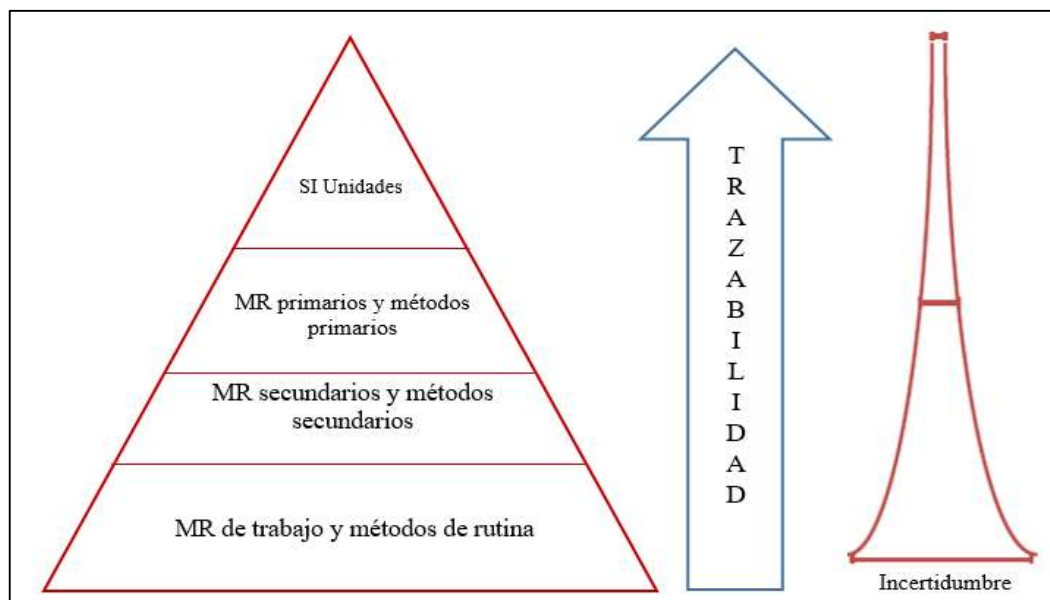 SI Unidades
MR primarios y métodos
primarios
MR secundarios y métodos
secundarios
MR de trabajo y métodos de rutina
T
R
A
Z
A
B
I
L
I
D
A
D
Incertidumbre